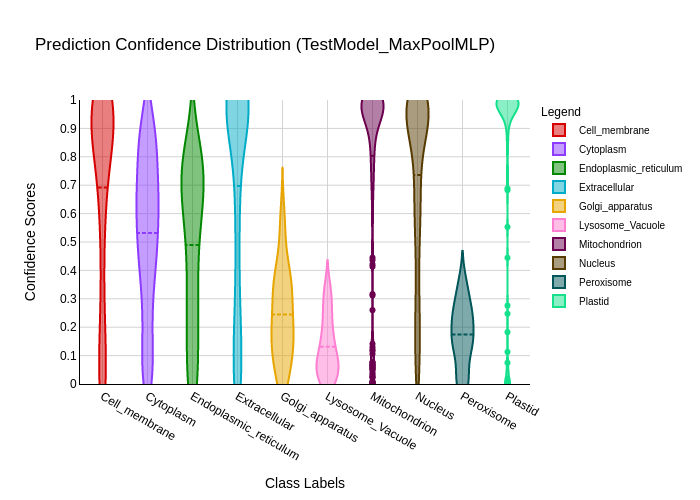 Prediction Confidence Distribution (TestModel_MaxPoolMLP)
Confidence Scores
1
0.9
0.8
0.7
0.6
0.5
0.4
0.3
0.2
0.1
0
Cell_membrane
Cytoplasm
Endoplasmic_reticulum
Extracellular
Golgi_apparatus
Lysosome_Vacuole
Mitochondrion
Nucleus
Peroxisome
Plastid
Class Labels
Legend
Cell_membrane
Cytoplasm
Endoplasmic_reticulum
Extracellular
Golgi_apparatus
Lysosome_Vacuole
Mitochondrion
Nucleus
Peroxisome
Plastid